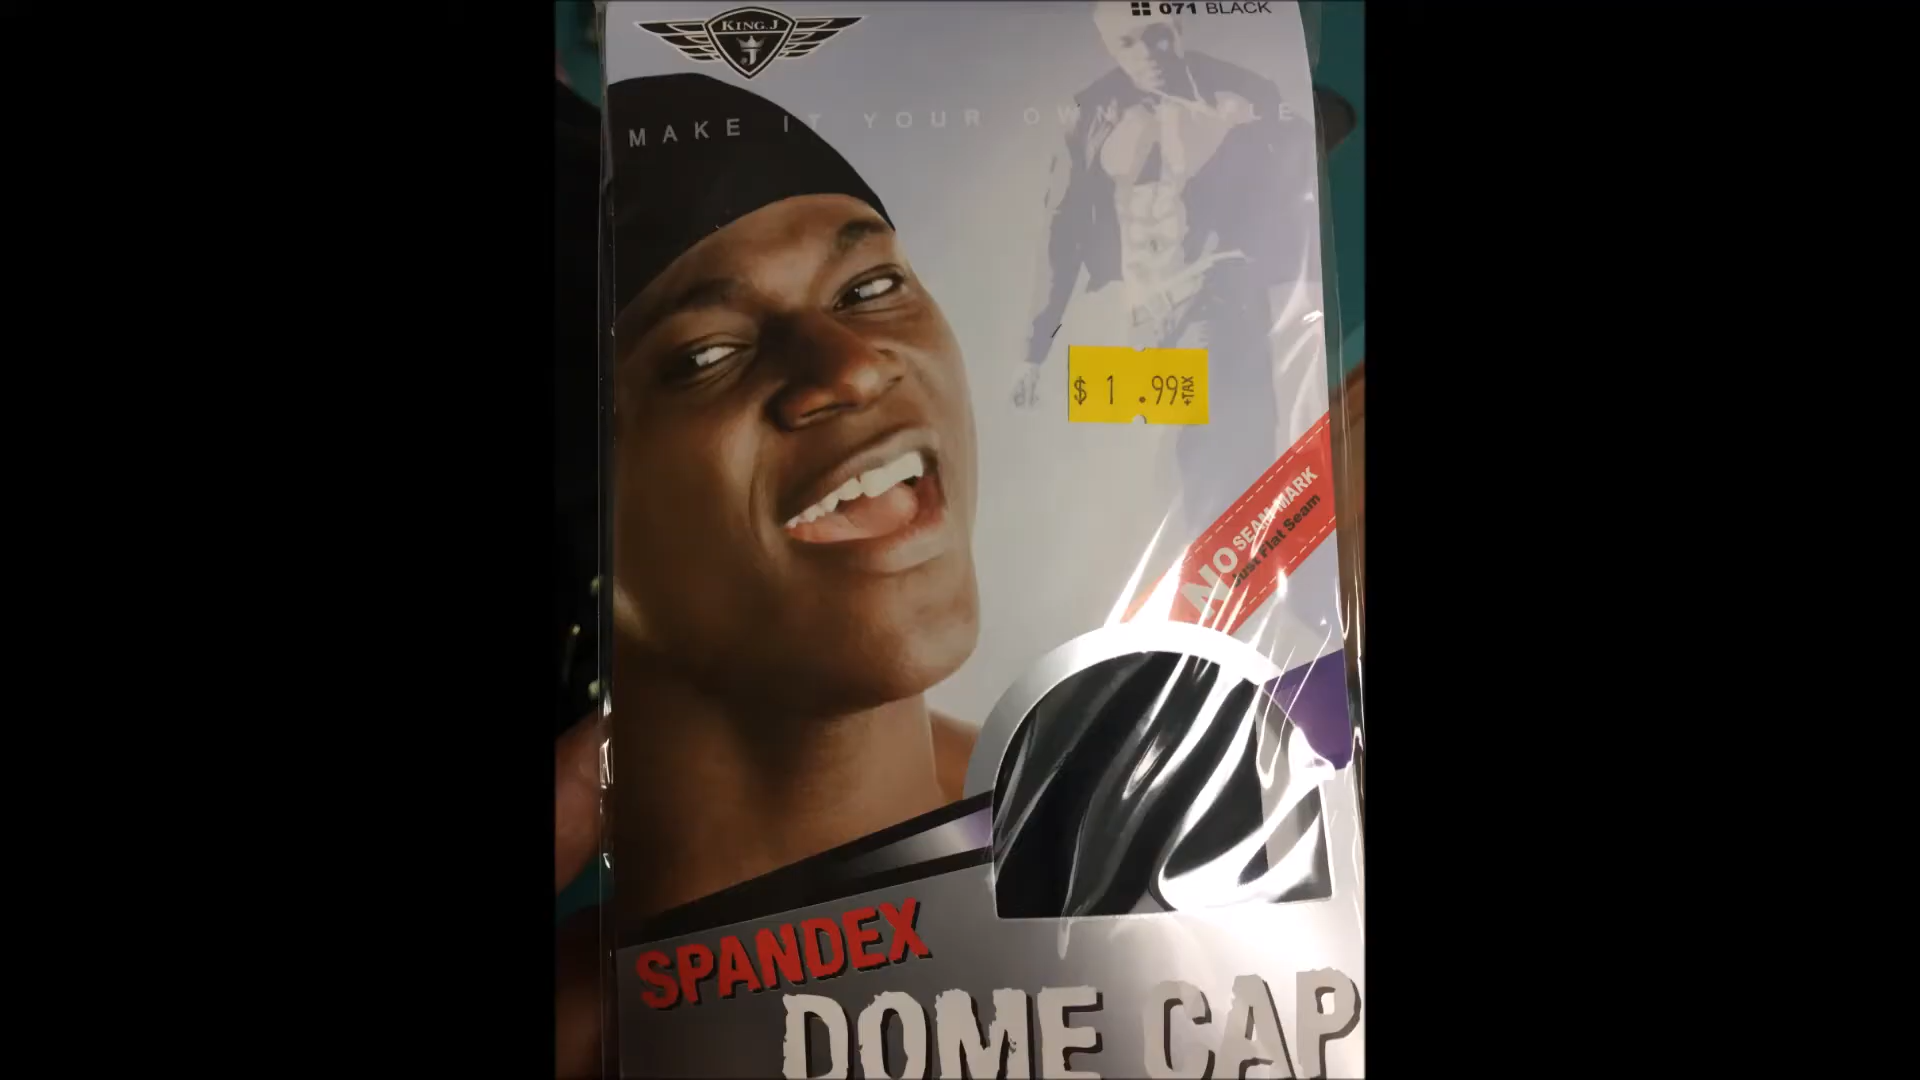 KING.J
J
071 BLACK
MAKE IT YOUR OWN STYLE
$ 1 .99 +TAX
NO SEAM MARK
Just Flat Seam
SPANDEX
DOME CAP